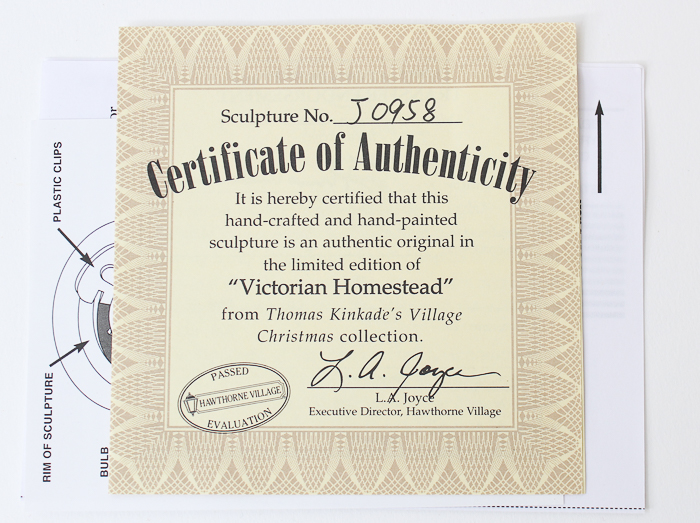 Sculpture No. J0958
Certificate of Authenticity
It is hereby certified that this
hand-crafted and hand-painted
sculpture is an authentic original in
the limited edition of
“Victorian Homestead”
from Thomas Kinkade's Village
Christmas collection.
L. A. Joyce
L.A. Joyce
Executive Director, Hawthorne Village
PASSED
HAWTHORNE VILLAGE
EVALUATION
or
PLASTIC CLIPS
RIM OF SCULPTURE
BULB